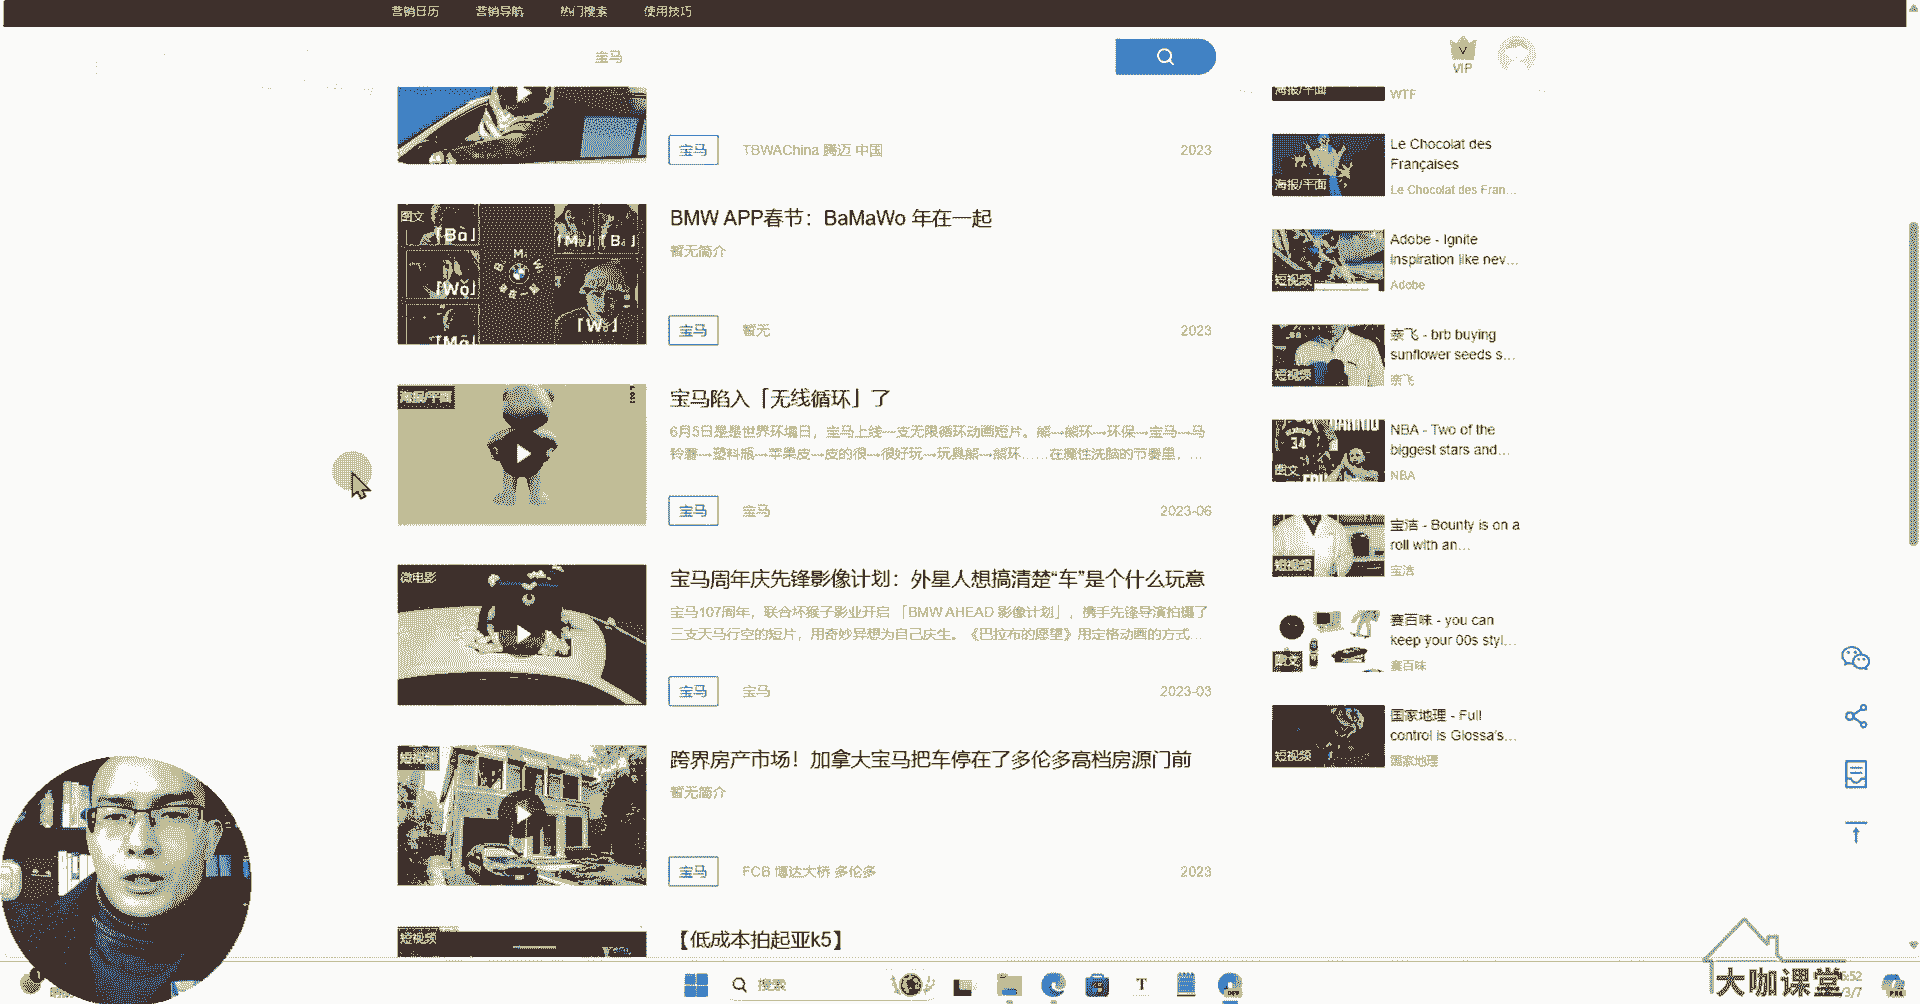 营销日历 营销导航 热门搜索 使用技巧
宝马
VIP
宝马 TBWAChina 腾迈 中国 2023
图文
「Bà」
「Wǒ」
BMW APP春节：BaMaWo 年在一起
暂无简介
宝马 暂无 2023
海报/平面
宝马陷入「无线循环」了
6月5日是是世界环境日，宝马上线一支无限循环动画短片。熊→熊环→环保→宝马→马
铃薯→塑料瓶→苹果皮→皮的很→很好玩→玩具熊→熊环……在魔性洗脑的节奏里，...
宝马 宝马 2023-06
微电影
宝马周年庆先锋影像计划：外星人想搞清楚“车”是个什么玩意
宝马107周年，联合坏猴子影业开启 「BMW AHEAD 影像计划」，携手先锋导演拍摄了
三支天马行空的短片，用奇妙异想为自己庆生。《巴拉布的愿望》用定格动画的方式...
宝马 宝马 2023-03
短视频
跨界房产市场！加拿大宝马把车停在了多伦多高档房源门前
暂无简介
宝马 FCB 博达大桥 多伦多 2023
短视频
【低成本拍起亚k5】
海报/平面
WTF
海报/平面
Le Chocolat des
Françaises
Le Chocolat des Fran...
短视频
Adobe - Ignite
inspiration like nev...
Adobe
短视频
奈飞 - brb buying
sunflower seeds s...
奈飞
34
图文
NBA - Two of the
biggest stars and...
NBA
短视频
宝洁 - Bounty is on a
roll with an...
宝洁
图文
赛百味 - you can
keep your 00s styl...
赛百味
短视频
国家地理 - Full
control is Glossa's...
国家地理
搜索
大咖课堂